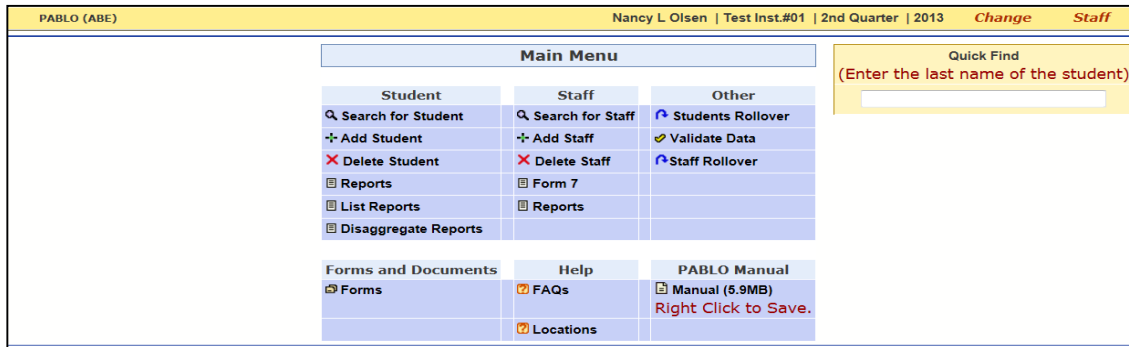 PABLO (ABE) Nancy L Olsen | Test Inst.#01 | 2nd Quarter | 2013 Change Staff
Main Menu
Quick Find
(Enter the last name of the student)
Student Staff Other
Search for Student Search for Staff Students Rollover
Add Student Add Staff Validate Data
Delete Student Delete Staff Staff Rollover
Reports Form 7
List Reports Reports
Disaggregate Reports
Forms and Documents Help PABLO Manual
Forms FAQs Manual (5.9MB)
Right Click to Save.
Locations